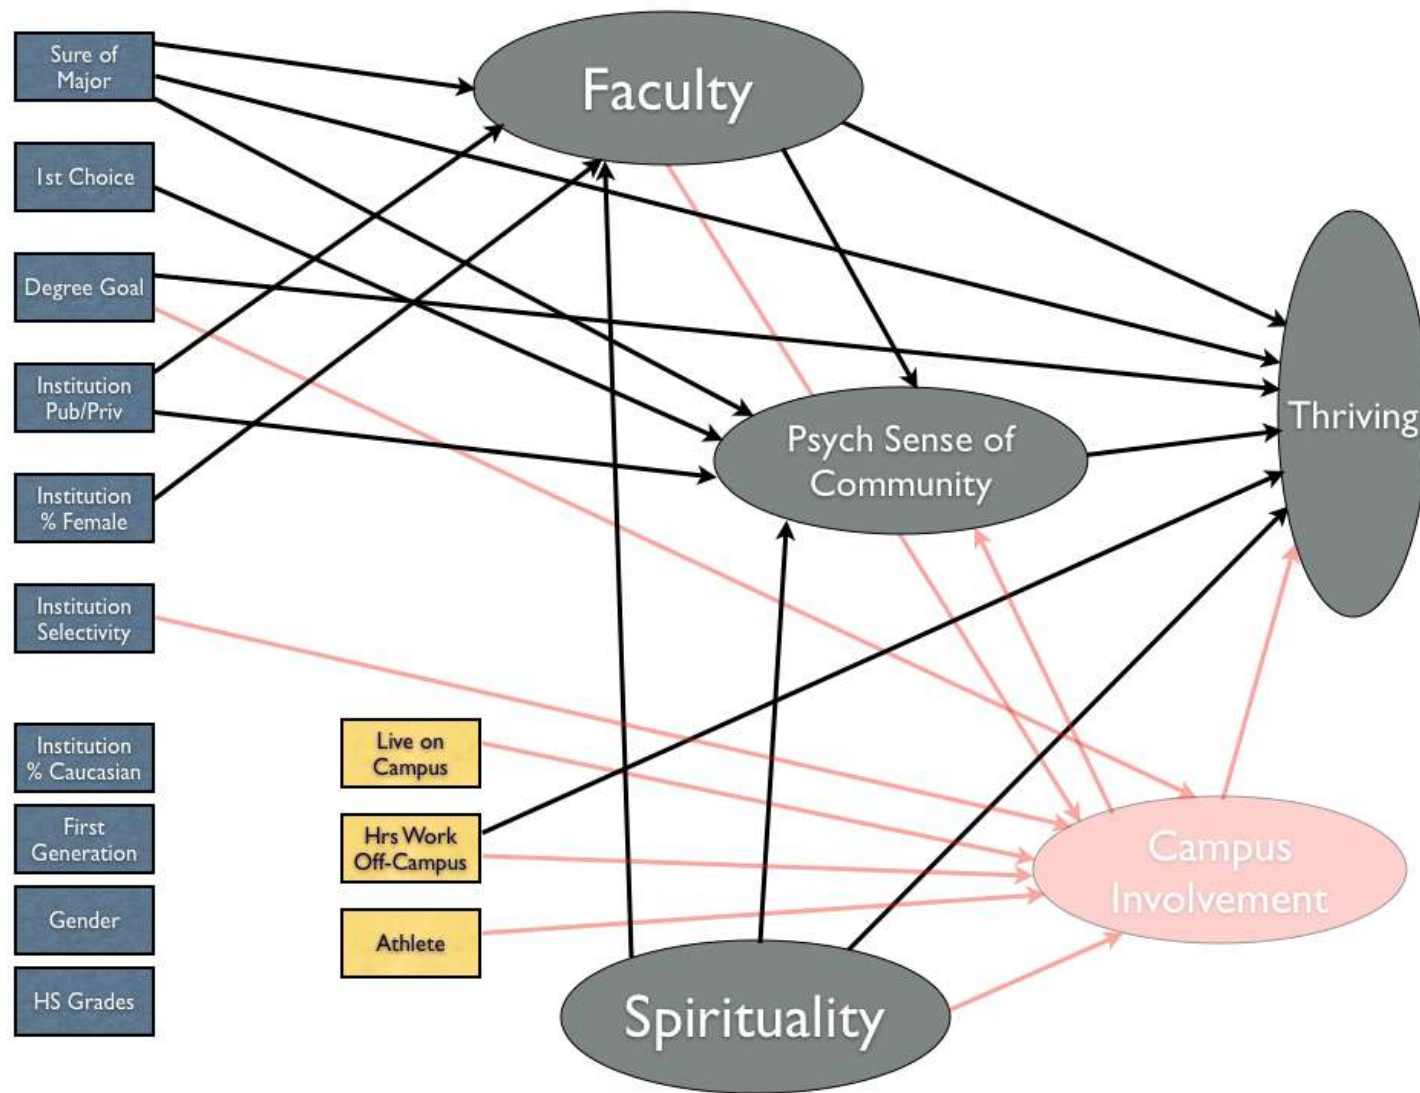 Sure of
Major
1st Choice
Degree Goal
Institution
Pub/Priv
Institution
% Female
Institution
Selectivity
Institution
% Caucasian
First
Generation
Gender
HS Grades
Live on
Campus
Hrs Work
Off-Campus
Athlete
Faculty
Psych Sense of
Community
Spirituality
Campus
Involvement
Thriving